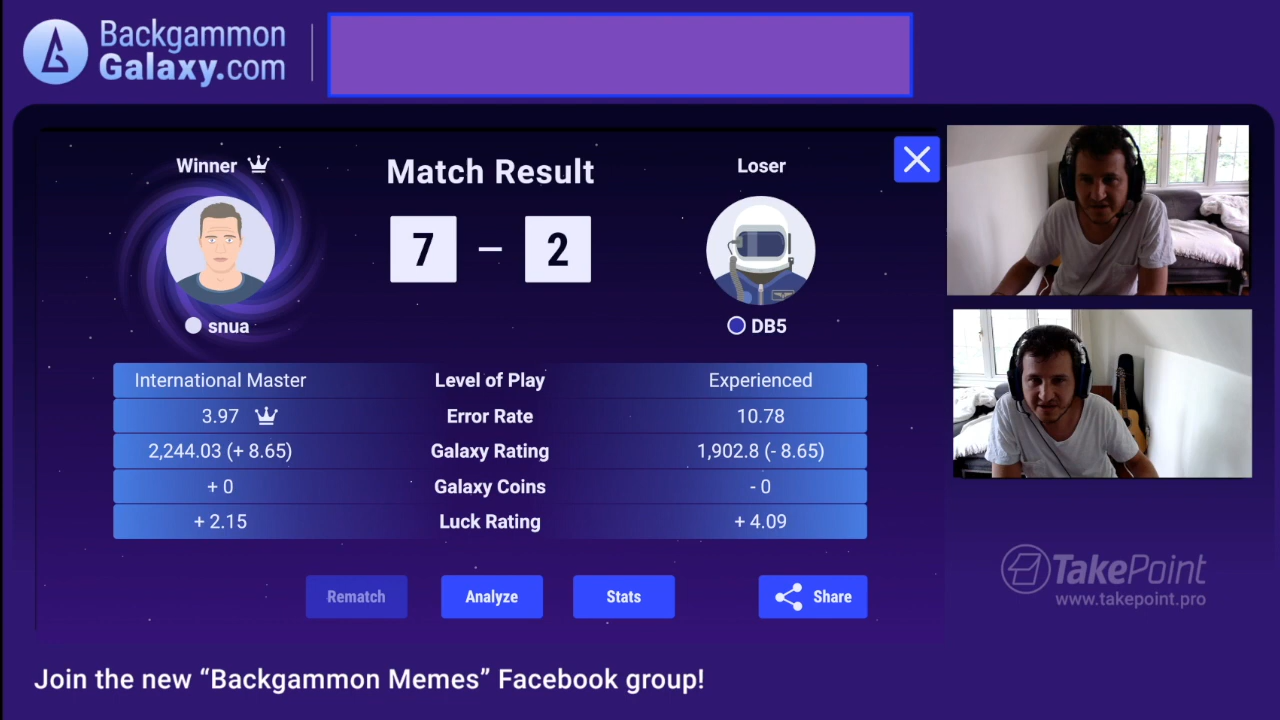 Backgammon
Galaxy.com
Winner
Match Result
Loser
7 – 2
snua
DB5
International Master Level of Play Experienced
3.97 Error Rate 10.78
2,244.03 (+ 8.65) Galaxy Rating 1,902.8 (- 8.65)
+ 0 Galaxy Coins - 0
+ 2.15 Luck Rating + 4.09
Rematch Analyze Stats Share
TakePoint
www.takepoint.pro
Join the new “Backgammon Memes” Facebook group!